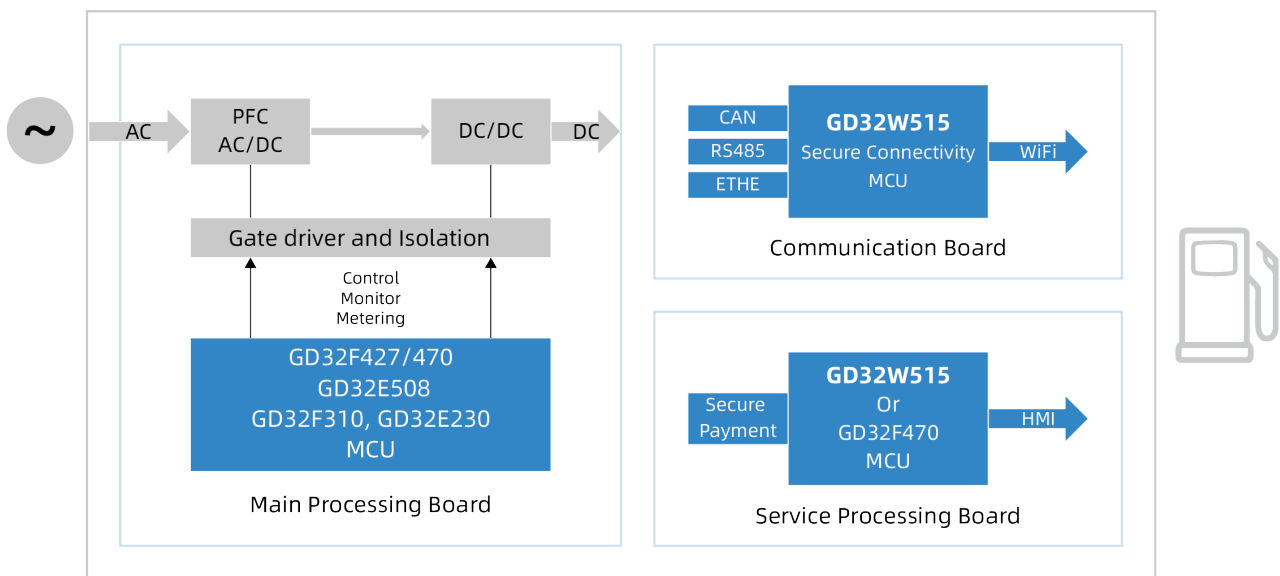 ~
AC
PFC
AC/DC
DC/DC
DC
Gate driver and Isolation
Control
Monitor
Metering
GD32F427/470
GD32E508
GD32F310, GD32E230
MCU
Main Processing Board
CAN
RS485
ETHE
GD32W515
Secure Connectivity
MCU
WiFi
Communication Board
Secure
Payment
GD32W515
Or
GD32F470
MCU
HMI
Service Processing Board